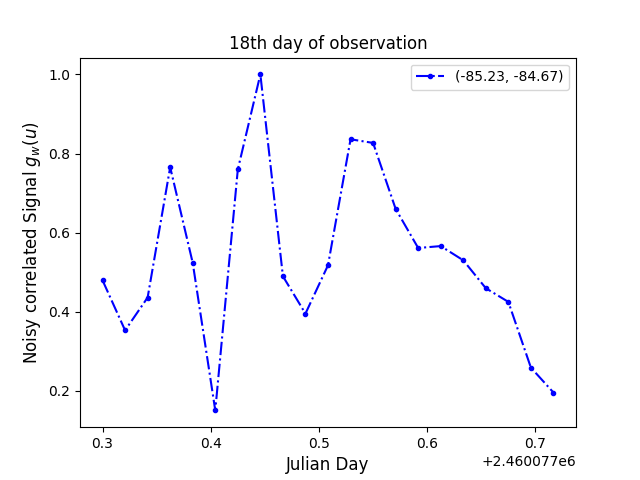 18th day of observation
(-85.23, -84.67)
Noisy correlated Signal g_w(u)
1.0
0.8
0.6
0.4
0.2
0.3 0.4 0.5 0.6 0.7
+2.460077e6
Julian Day